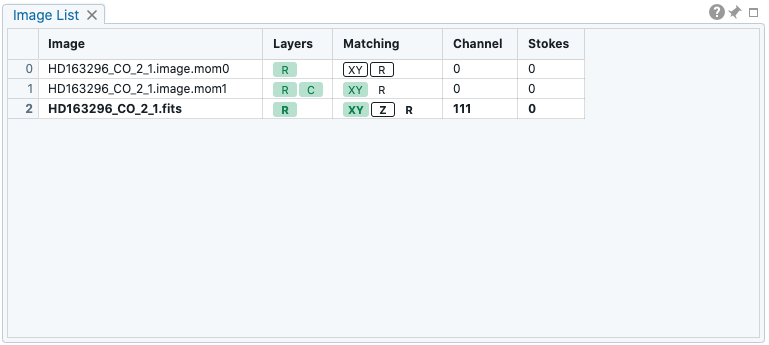 Image List
Image Layers Matching Channel Stokes
0 HD163296_CO_2_1.image.mom0 R XY R 0 0
1 HD163296_CO_2_1.image.mom1 R C XY R 0 0
2 HD163296_CO_2_1.fits R XY Z R 111 0